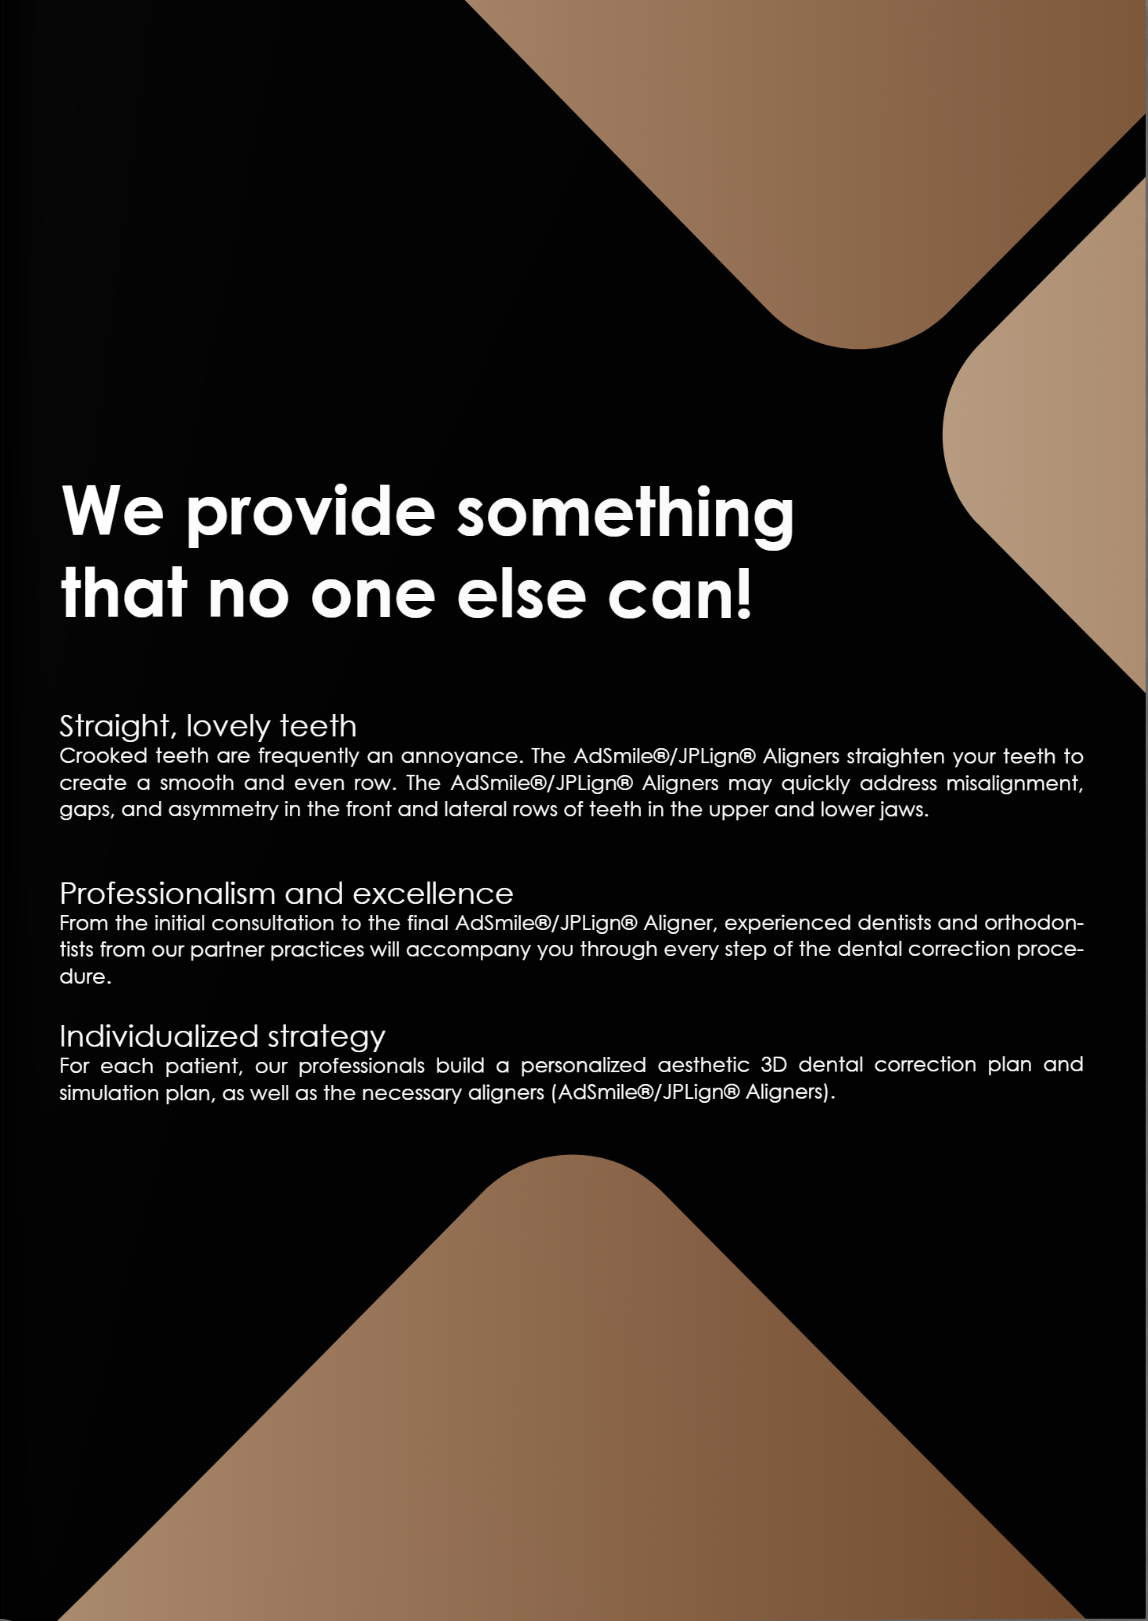 We provide something
that no one else can!
Straight, lovely teeth
Crooked teeth are frequently an annoyance. The AdSmile®/JPLign® Aligners straighten your teeth to
create a smooth and even row. The AdSmile®/JPLign® Aligners may quickly address misalignment,
gaps, and asymmetry in the front and lateral rows of teeth in the upper and lower jaws.
Professionalism and excellence
From the initial consultation to the final AdSmile®/JPLign® Aligner, experienced dentists and orthodon-
tists from our partner practices will accompany you through every step of the dental correction proce-
dure.
Individualized strategy
For each patient, our professionals build a personalized aesthetic 3D dental correction plan and
simulation plan, as well as the necessary aligners (AdSmile®/JPLign® Aligners).